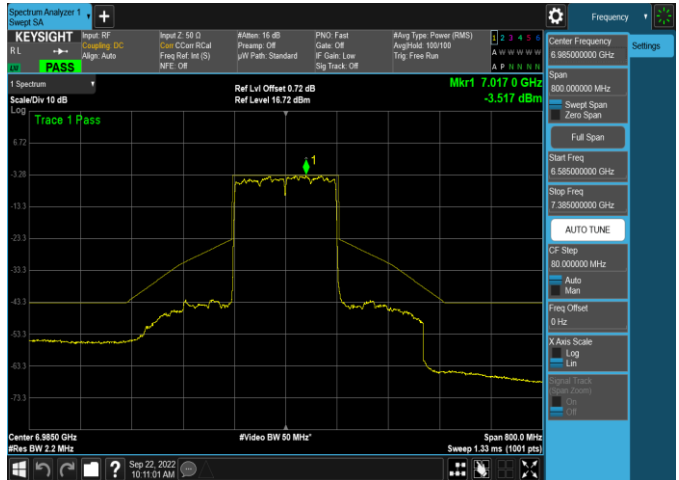 Spectrum Analyzer 1
Swept SA
Frequency
KEYSIGHT
RL
PASS
Input: RF
Coupling: DC
Align: Auto
Input Z: 50 Ω
Corr CCorr RCal
Freq Ref: Int (S)
NFE: Off
#Atten: 16 dB
Preamp: Off
µW Path: Standard
PNO: Fast
Gate: Off
IF Gain: Low
Sig Track: Off
#Avg Type: Power (RMS)
Avg|Hold: 100/100
Trig: Free Run
1 2 3 4 5 6
A W W W W W
A P N N N N
1 Spectrum
Scale/Div 10 dB
Log
Ref Lvl Offset 0.72 dB
Ref Level 16.72 dBm
Mkr1 7.017 0 GHz
-3.517 dBm
Trace 1 Pass
1
6.72
-3.28
-13.3
-23.3
-33.3
-43.3
-53.3
-63.3
-73.3
Center 6.9850 GHz
#Res BW 2.2 MHz
#Video BW 50 MHz*
Span 800.0 MHz
Sweep 1.33 ms (1001 pts)
Center Frequency
6.985000000 GHz
Settings
Span
800.000000 MHz
Swept Span
Zero Span
Full Span
Start Freq
6.585000000 GHz
Stop Freq
7.385000000 GHz
AUTO TUNE
CF Step
80.000000 MHz
Auto
Man
Freq Offset
0 Hz
X Axis Scale
Log
Lin
Signal Track
(Span Zoom)
On
Off
?
Sep 22, 2022
10:11:01 AM